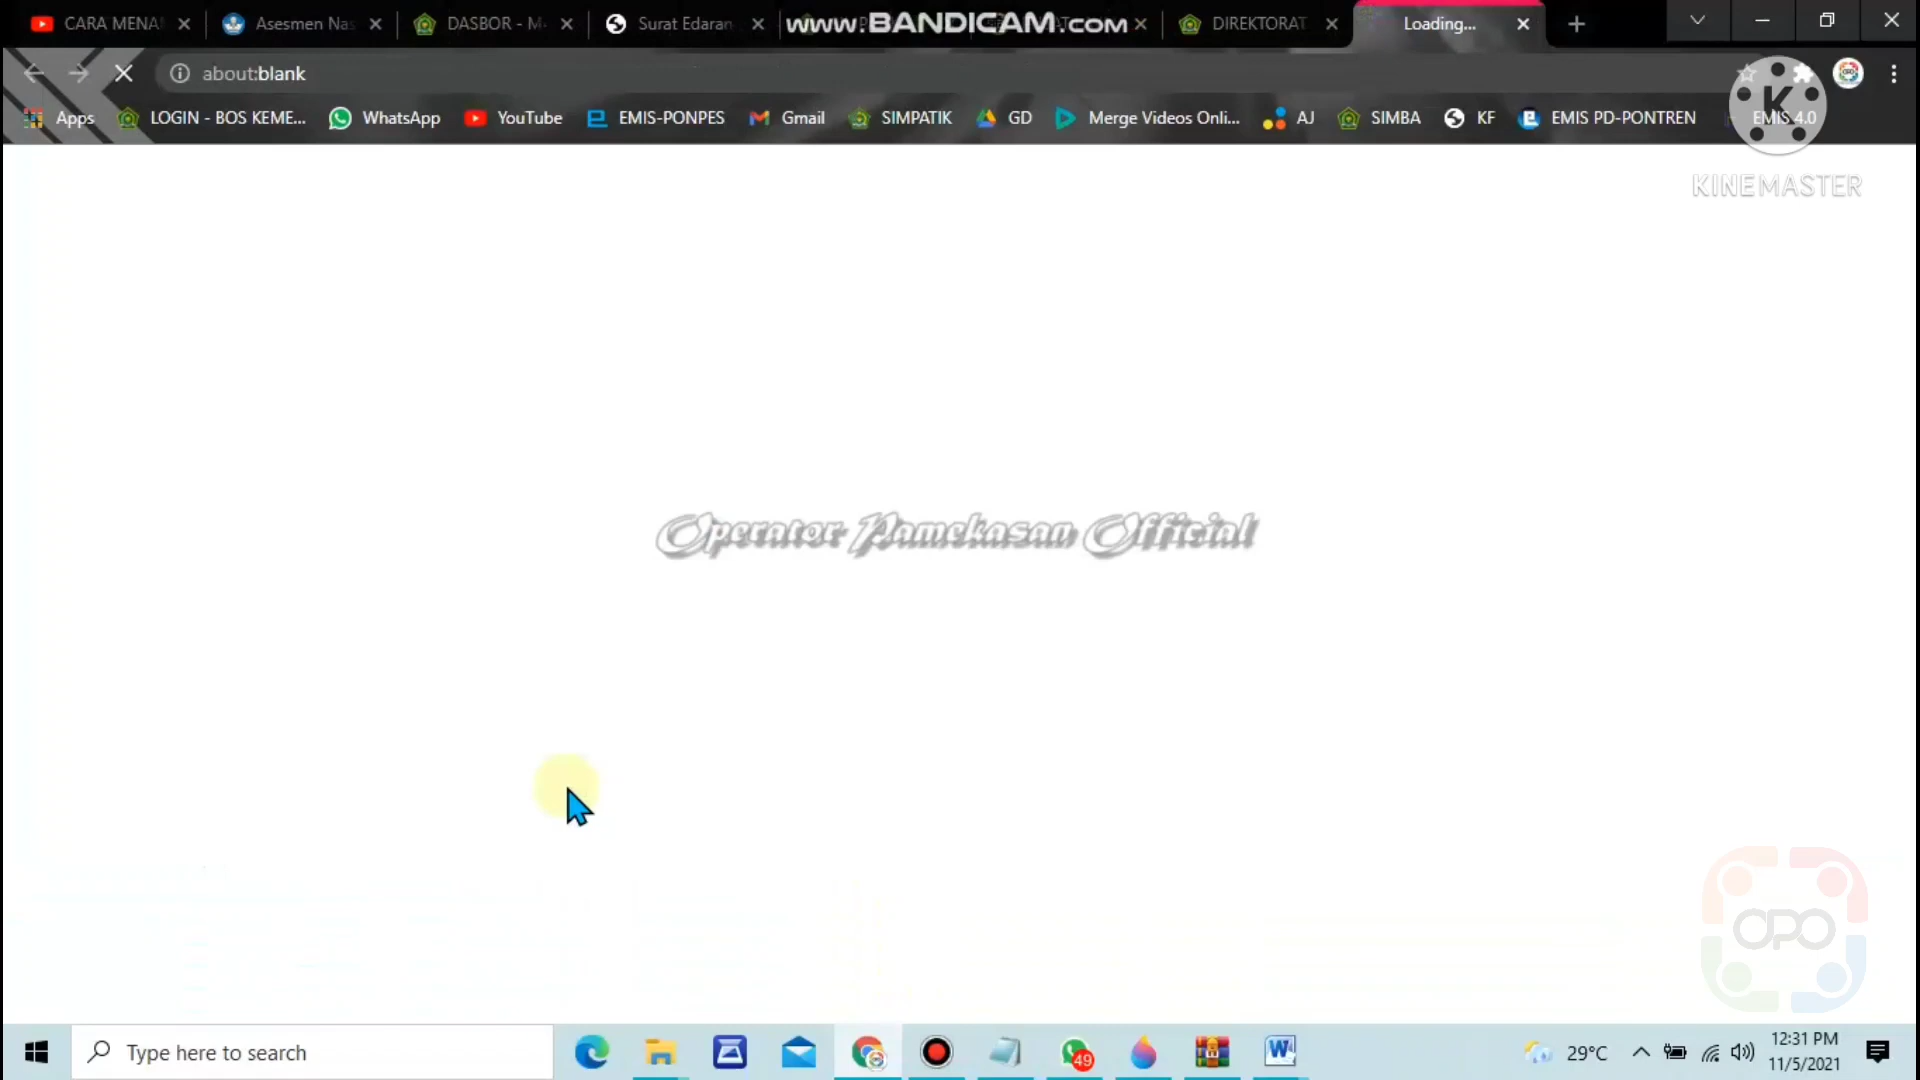 CARA MENA
Asesmen Nas
DASBOR - M
Surat Edaran
www.BANDICAM.com
DIREKTORAT
Loading...
about:blank
Apps
LOGIN - BOS KEME...
WhatsApp
YouTube
EMIS-PONPES
Gmail
SIMPATIK
GD
Merge Videos Onli...
AJ
SIMBA
KF
EMIS PD-PONTREN
EMIS 4.0
K
KINEMASTER
Operator Pamekasan Official
OPO
Type here to search
49
29°C
12:31 PM
11/5/2021